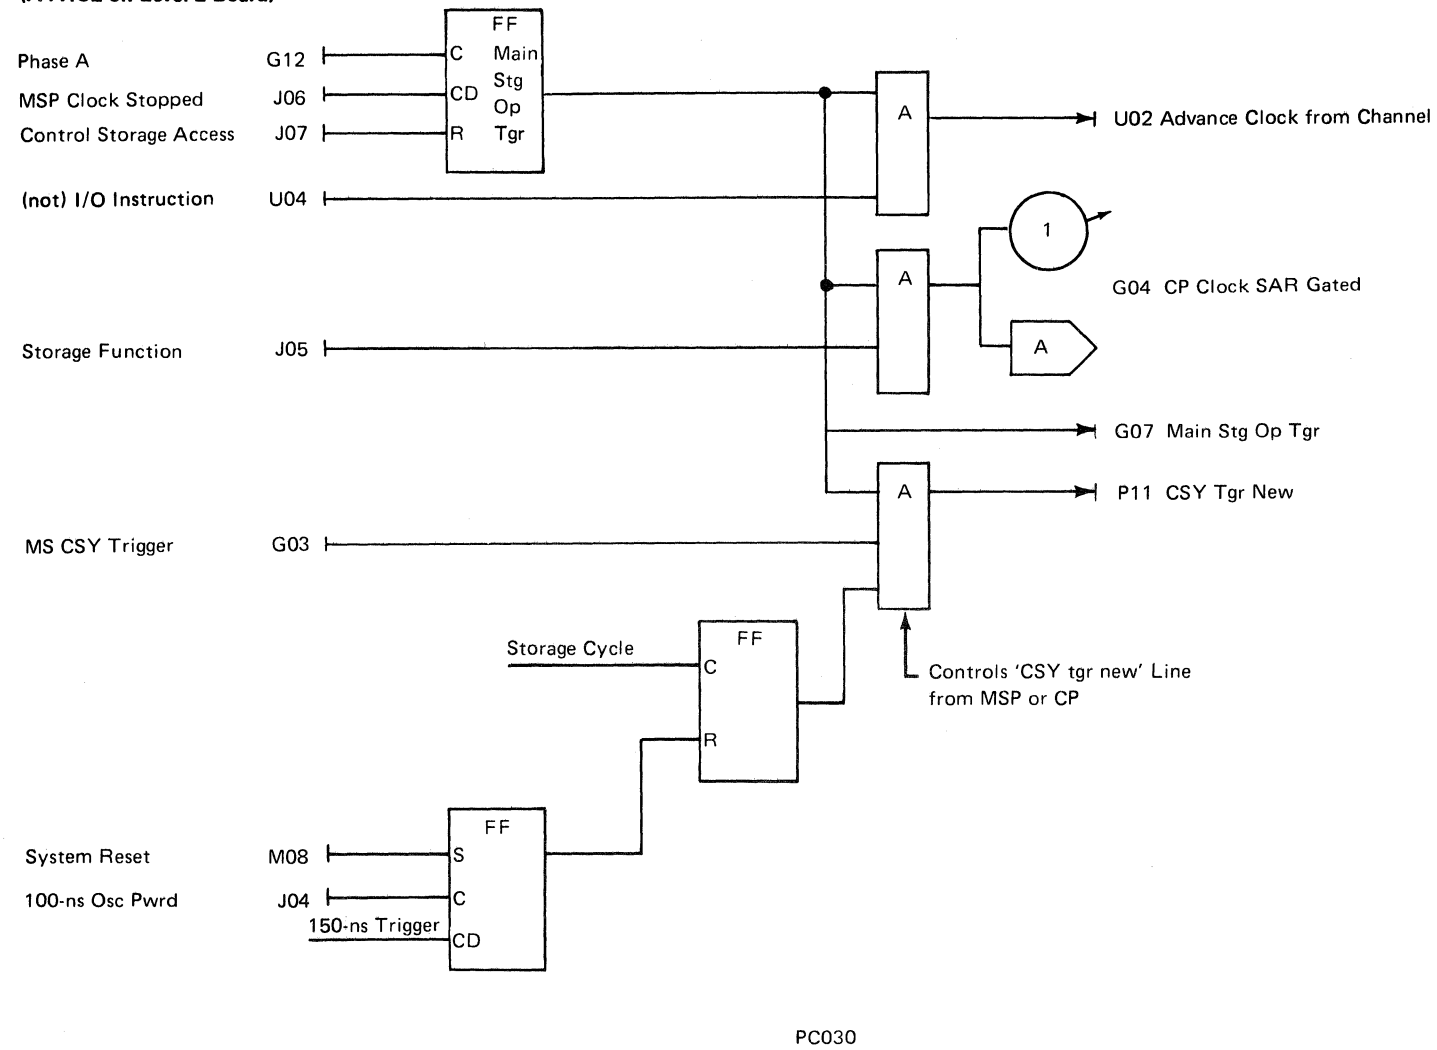 FF
Phase A G12 C Main
Stg
MSP Clock Stopped J06 CD
Op
Control Storage Access J07 R Tgr
A
U02 Advance Clock from Channel
(not) I/O Instruction U04
1
A
G04 CP Clock SAR Gated
Storage Function J05
A
G07 Main Stg Op Tgr
A
P11 CSY Tgr New
MS CSY Trigger G03
FF
Storage Cycle
C
Controls 'CSY tgr new' Line
from MSP or CP
R
FF
System Reset M08 S
100-ns Osc Pwrd J04 C
150-ns Trigger
CD
PC030